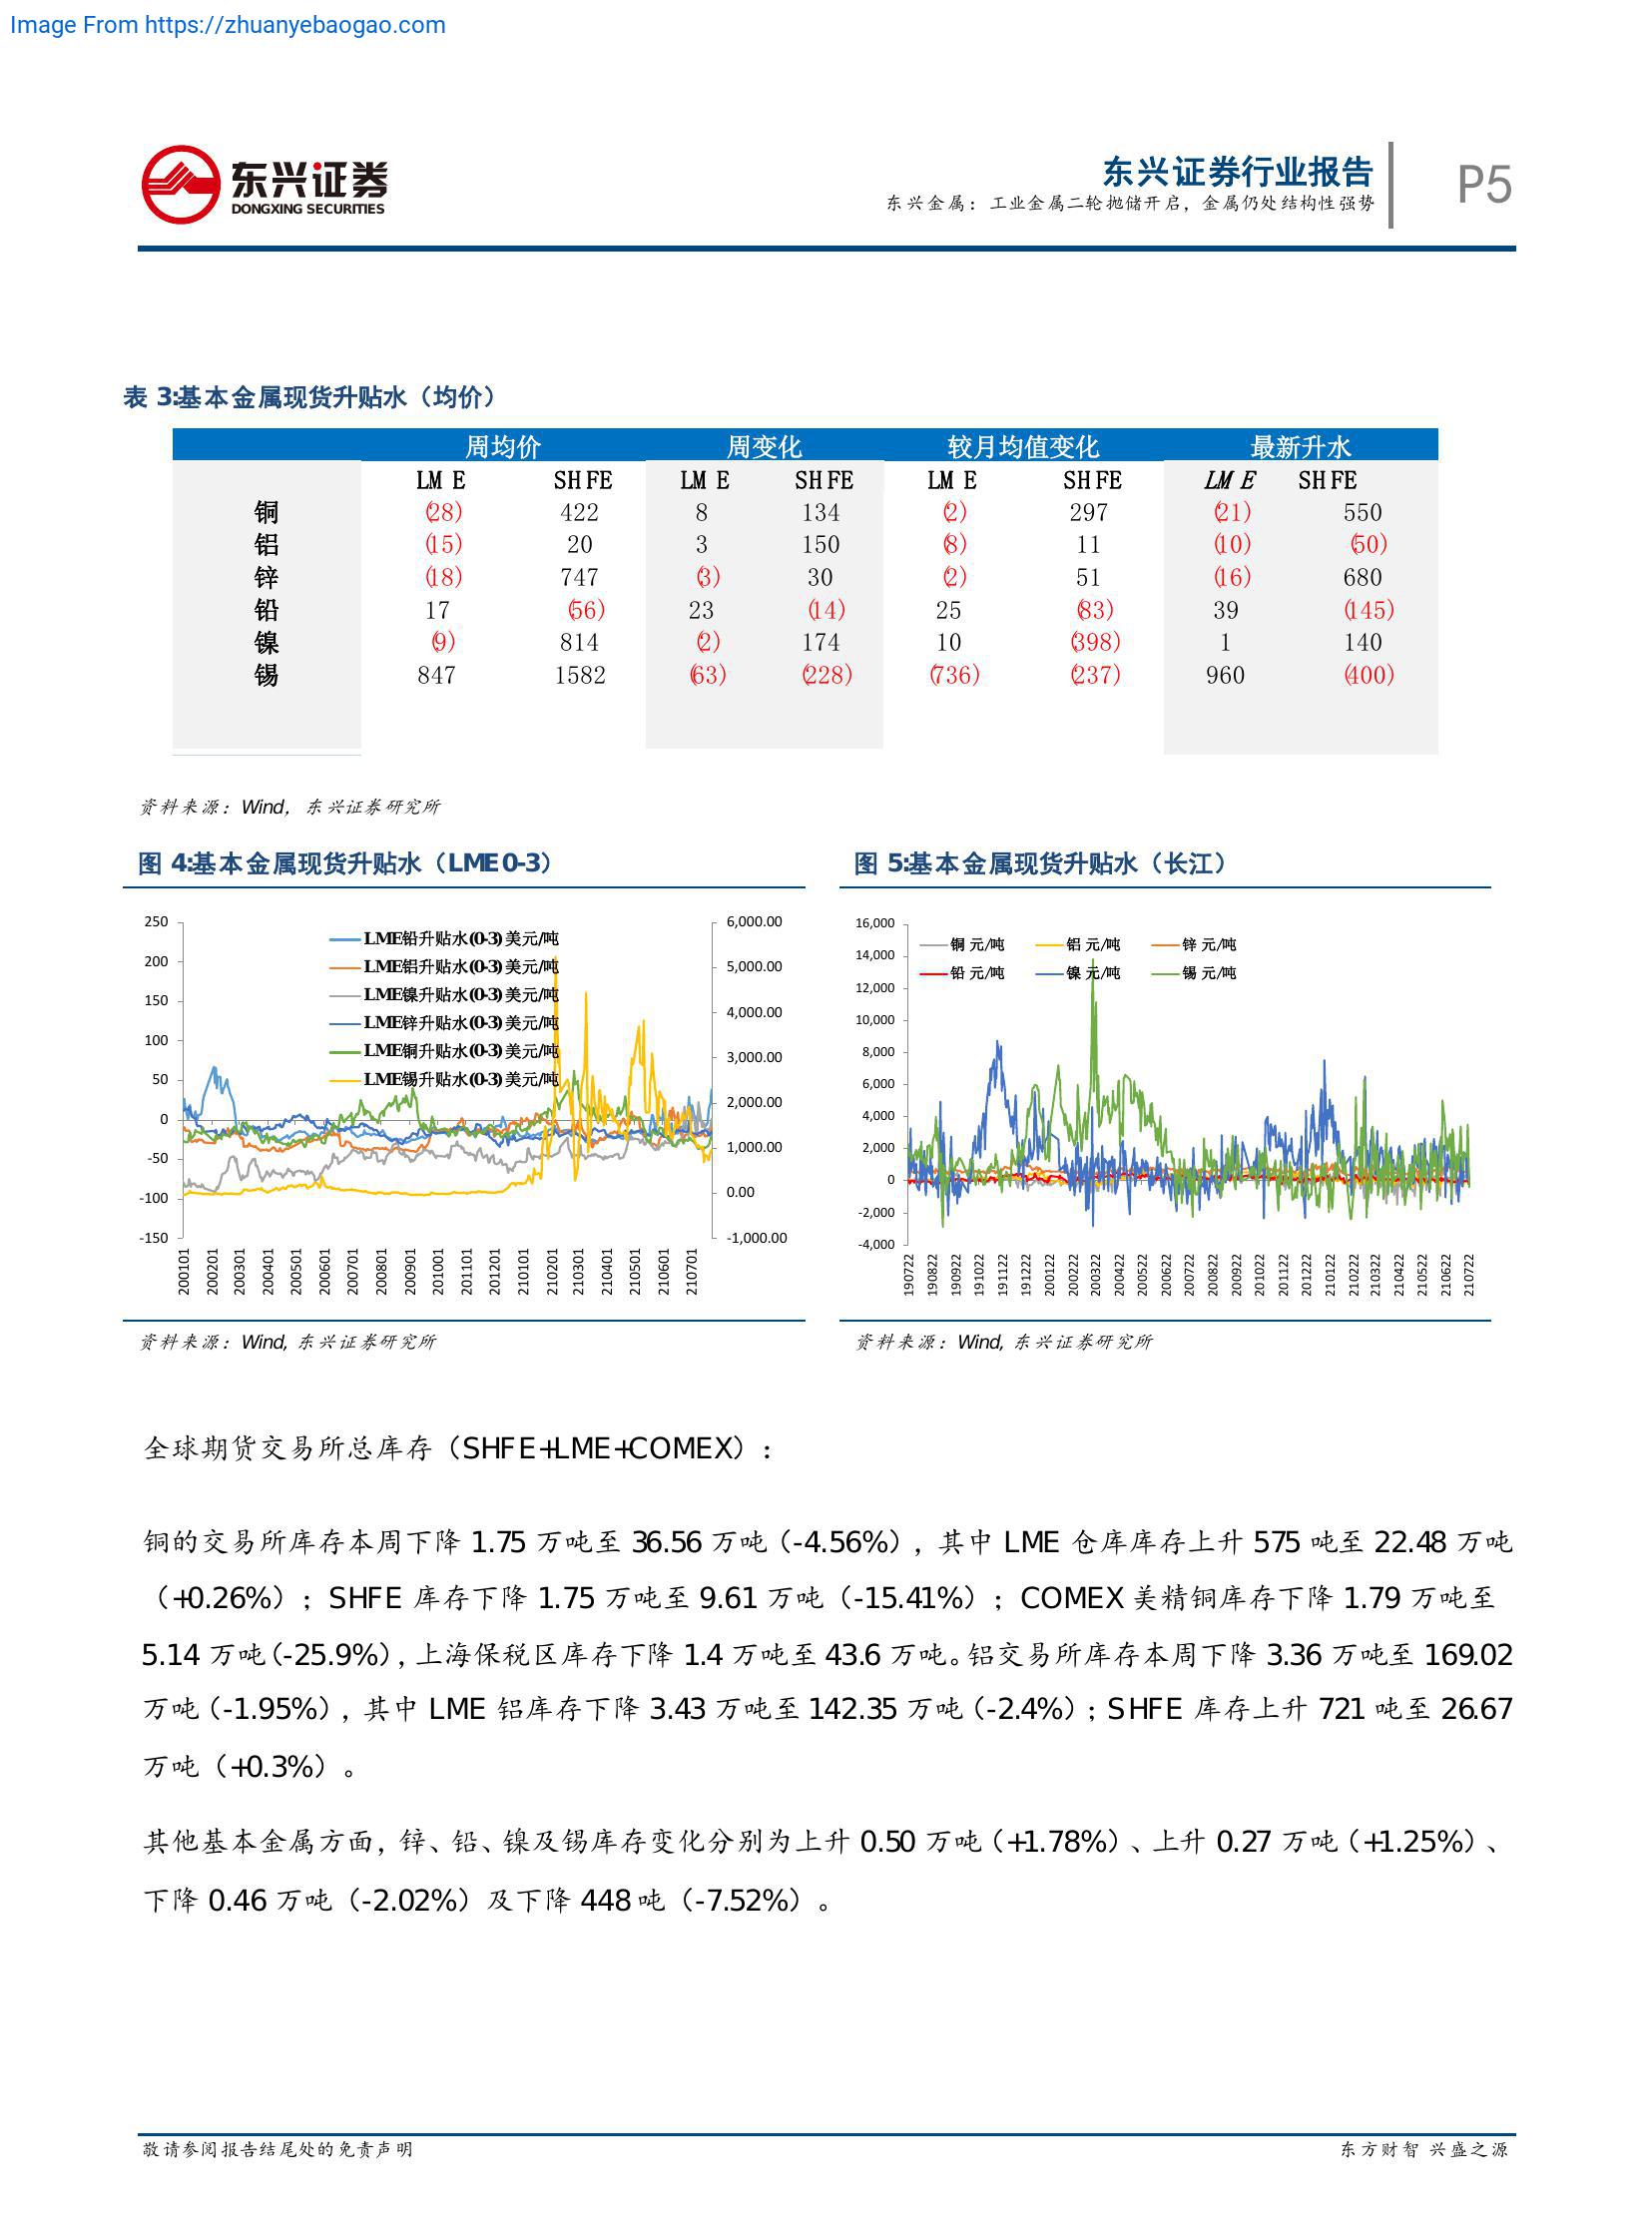 Image From https://zhuanyebaogao.com
东兴证券
DONGXING SECURITIES
东兴证券行业报告
东兴金属：工业金属二轮抛储开启，金属仍处结构性强势
P5
表 3:基本金属现货升贴水（均价）
周均价 周变化 较月均值变化 最新升水
LME SHFE LME SHFE LME SHFE LME SHFE
铜 (28) 422 8 134 (2) 297 (21) 550
铝 (15) 20 3 150 (8) 11 (10) (50)
锌 (18) 747 (3) 30 (2) 51 (16) 680
铅 17 (56) 23 (14) 25 (83) 39 (145)
镍 (9) 814 (2) 174 10 (398) 1 140
锡 847 1582 (63) (228) (736) (237) 960 (400)
资料来源：Wind，东兴证券研究所
图 4:基本金属现货升贴水（LME0-3）
250
200
150
100
50
0
-50
-100
-150
6,000.00
5,000.00
4,000.00
3,000.00
2,000.00
1,000.00
0.00
-1,000.00
LME铅升贴水(0-3) 美元/吨
LME铝升贴水(0-3) 美元/吨
LME镍升贴水(0-3) 美元/吨
LME锌升贴水(0-3) 美元/吨
LME铜升贴水(0-3) 美元/吨
LME锡升贴水(0-3) 美元/吨
200101 200201 200301 200401 200501 200601 200701 200801 200901 201001 201101 201201 210101 210201 210301 210401 210501 210601 210701
资料来源：Wind, 东兴证券研究所
图 5:基本金属现货升贴水（长江）
16,000
14,000
12,000
10,000
8,000
6,000
4,000
2,000
0
-2,000
-4,000
铜 元/吨 铝 元/吨 锌 元/吨
铅 元/吨 镍 元/吨 锡 元/吨
190722 190822 190922 191022 191122 191222 200122 200222 200322 200422 200522 200622 200722 200822 200922 201022 201122 201222 210122 210222 210322 210422 210522 210622 210722
资料来源：Wind, 东兴证券研究所
全球期货交易所总库存（SHFE+LME+COMEX）：
铜的交易所库存本周下降 1.75 万吨至 36.56 万吨（-4.56%），其中 LME 仓库库存上升 575 吨至 22.48 万吨
（+0.26%）；SHFE 库存下降 1.75 万吨至 9.61 万吨（-15.41%）；COMEX 美精铜库存下降 1.79 万吨至
5.14 万吨（-25.9%），上海保税区库存下降 1.4 万吨至 43.6 万吨。铝交易所库存本周下降 3.36 万吨至 169.02
万吨（-1.95%），其中 LME 铝库存下降 3.43 万吨至 142.35 万吨（-2.4%）；SHFE 库存上升 721 吨至 26.67
万吨（+0.3%）。
其他基本金属方面，锌、铅、镍及锡库存变化分别为上升 0.50 万吨（+1.78%）、上升 0.27 万吨（+1.25%）、
下降 0.46 万吨（-2.02%）及下降 448 吨（-7.52%）。
敬请参阅报告结尾处的免责声明
东方财智 兴盛之源